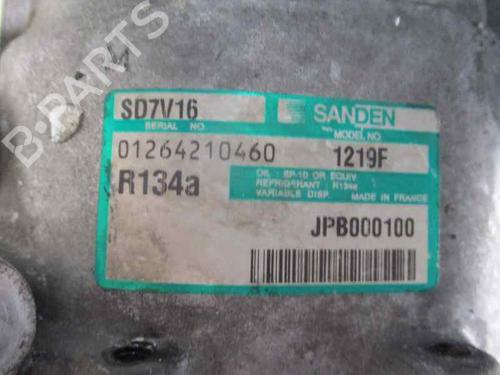 B-PARTS
SD7V16 SANDEN
SERIAL NO. MODEL NO.
01264210460 1219F
R134a OIL : SP-10 OR EQUIV.
REFRIGERANT : R134a
VARIABLE DISP. MADE IN FRANCE
JPB000100